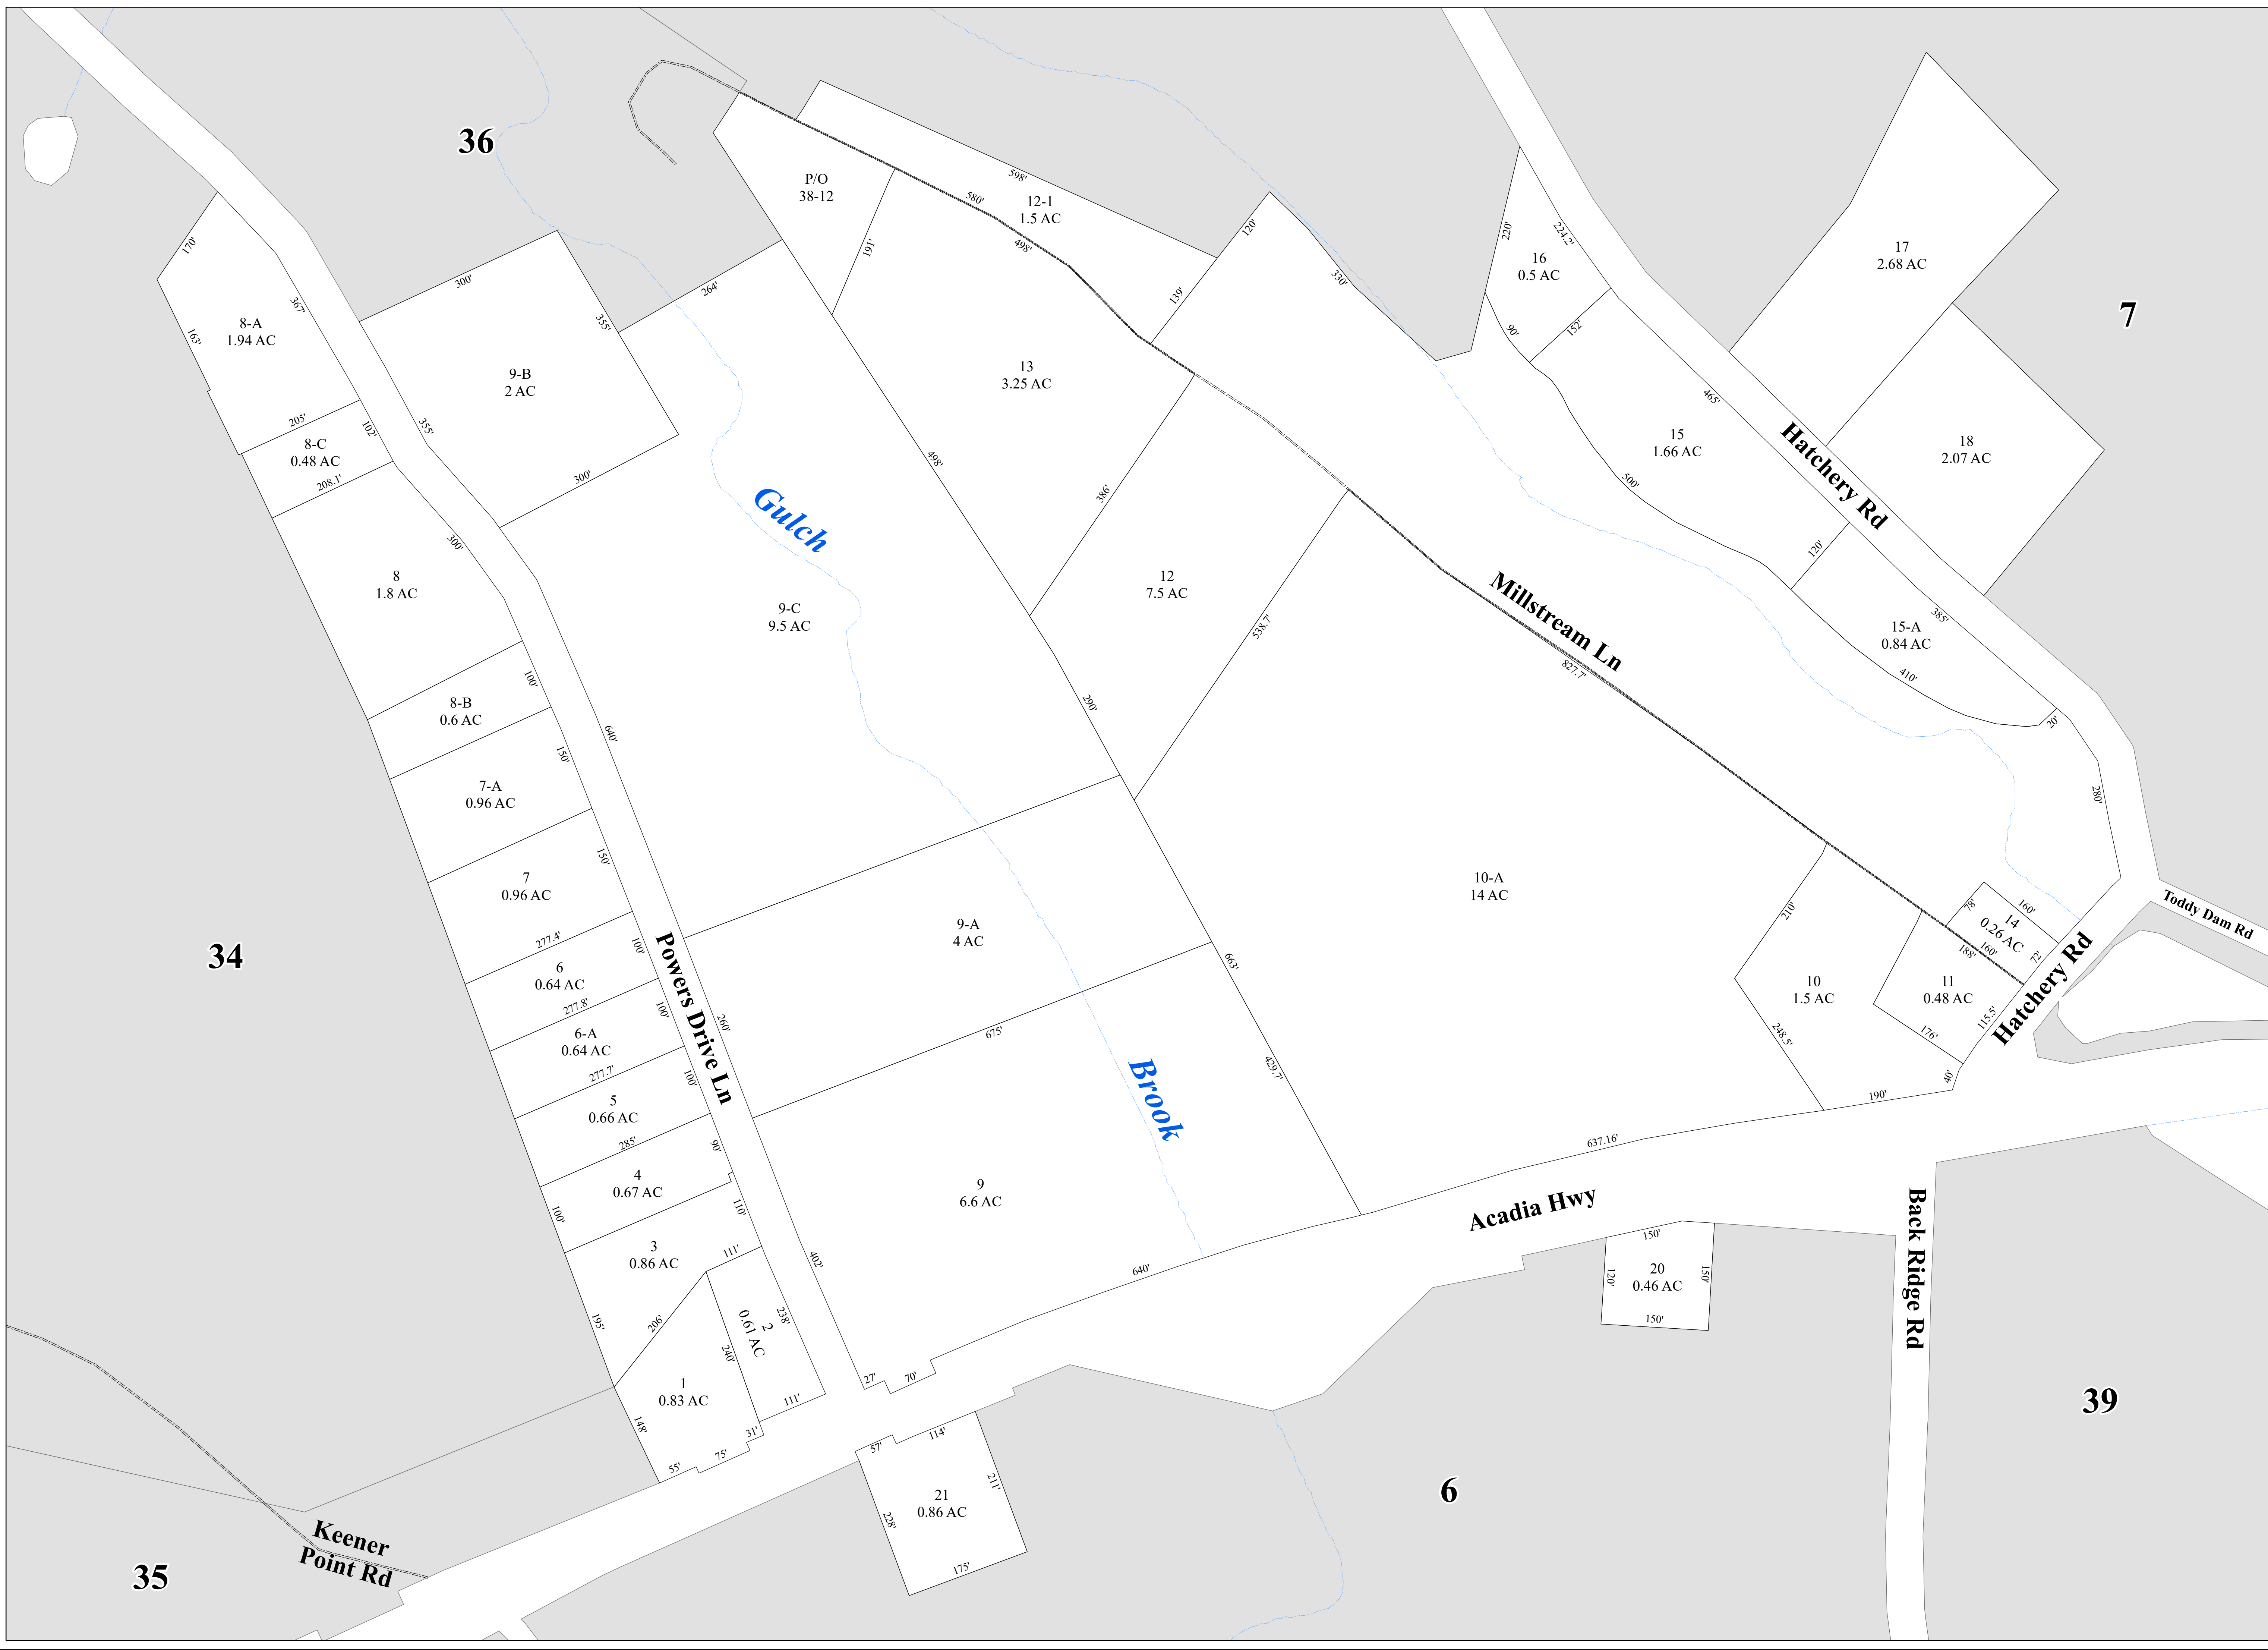 36
34
35
7
6
39
170'
163'
367'
8-A
1.94 AC
205'
102'
8-C
0.48 AC
208.1'
300'
8
1.8 AC
100'
8-B
0.6 AC
150'
7-A
0.96 AC
150'
7
0.96 AC
277.4'
100'
6
0.64 AC
277.8'
100'
6-A
0.64 AC
277.7'
100'
5
0.66 AC
285'
90'
4
0.67 AC
100'
110'
3
0.86 AC
111'
195'
206'
2
0.61 AC
238'
240'
111'
1
0.83 AC
148'
55'
75'
31'
300'
355'
9-B
2 AC
355'
300'
264'
Gulch
9-C
9.5 AC
640'
Powers Drive Ln
9-A
4 AC
260'
675'
Brook
9
6.6 AC
402'
27'
70'
640'
P/O
38-12
191'
580'
598'
12-1
1.5 AC
498'
139'
120'
330'
13
3.25 AC
498'
386'
12
7.5 AC
290'
538.7'
663'
429.7'
Millstream Ln
827.7'
10-A
14 AC
637.16'
210'
10
1.5 AC
248.5'
190'
40'
11
0.48 AC
176'
115.5'
188'
160'
14
0.26 AC
78'
160'
72'
220'
224.2'
16
0.5 AC
90'
152'
465'
15
1.66 AC
500'
120'
385'
15-A
0.84 AC
410'
20'
280'
Hatchery Rd
17
2.68 AC
18
2.07 AC
Toddy Dam Rd
Hatchery Rd
Acadia Hwy
Back Ridge Rd
150'
120'
20
0.46 AC
150'
150'
57'
114'
21
0.86 AC
211'
228'
175'
Keener
Point Rd